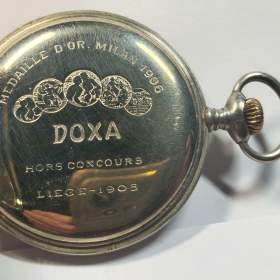 MEDAILLE D'OR. MILAN 1906
DOXA
HORS CONCOURS
LIEGE-1905